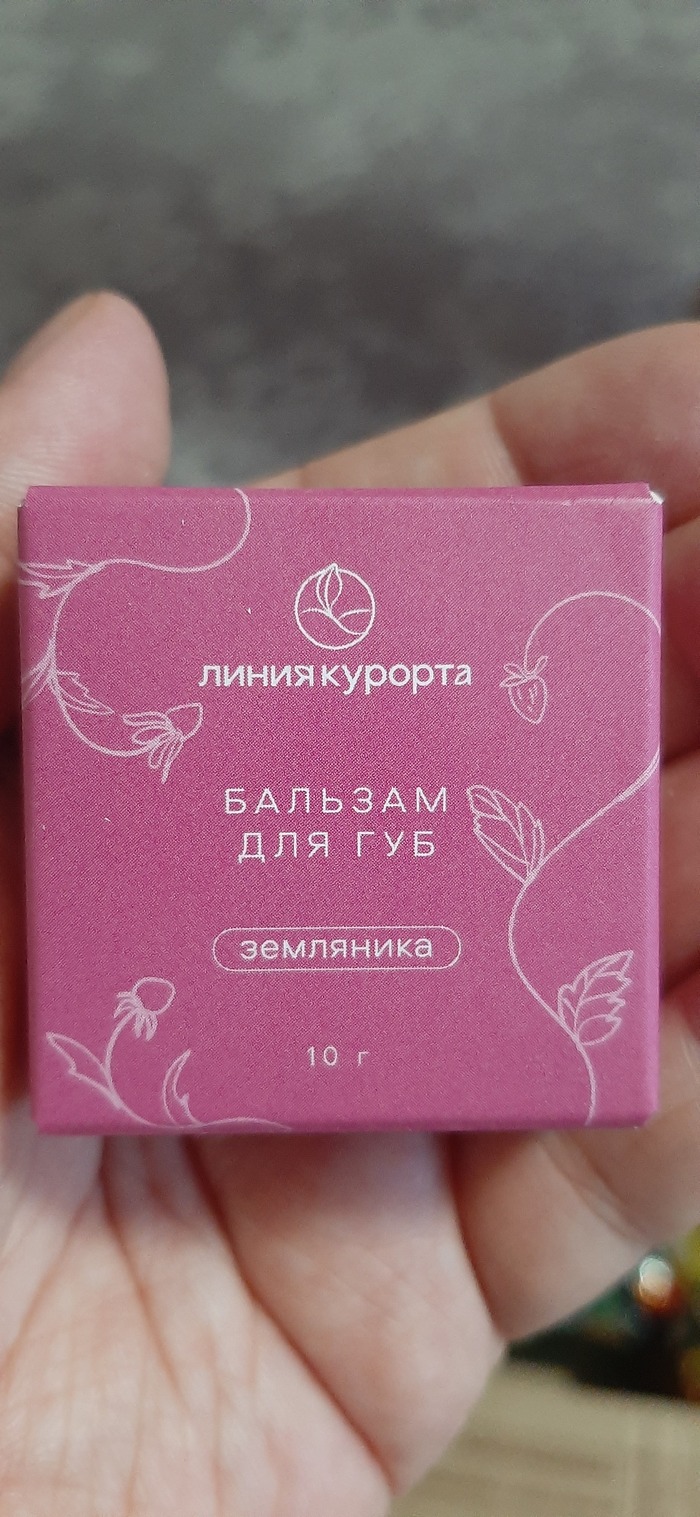 линия курорта
БАЛЬЗАМ
ДЛЯ ГУБ
земляника
10 г